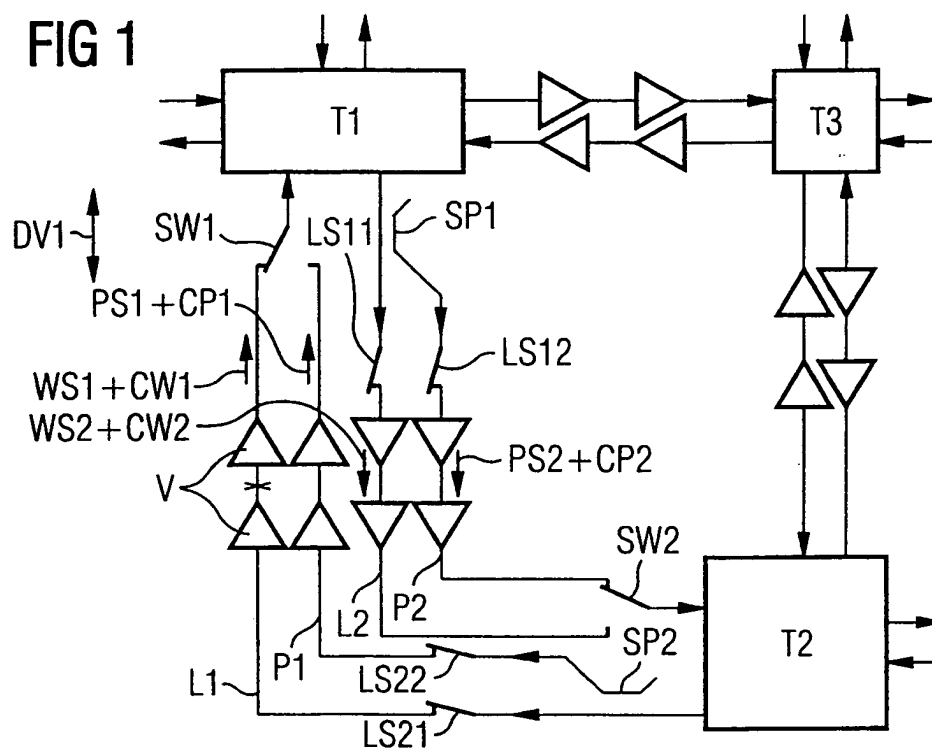 FIG 1
T1
T3
DV1
SW1
LS11
SP1
PS1+CP1
LS12
WS1+CW1
WS2+CW2
PS2+CP2
V
SW2
L2
P2
P1
SP2
T2
LS22
L1
LS21